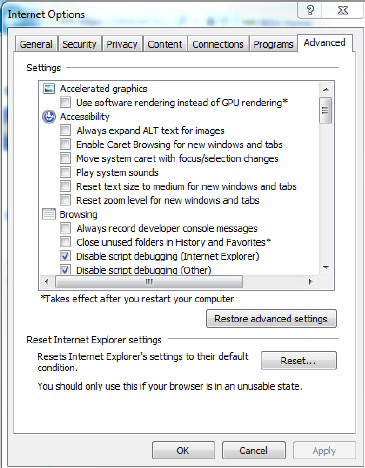 Internet Options
General Security Privacy Content Connections Programs Advanced
Settings
Accelerated graphics
Use software rendering instead of GPU rendering*
Accessibility
Always expand ALT text for images
Enable Caret Browsing for new windows and tabs
Move system caret with focus/selection changes
Play system sounds
Reset text size to medium for new windows and tabs
Reset zoom level for new windows and tabs
Browsing
Always record developer console messages
Close unused folders in History and Favorites*
Disable script debugging (Internet Explorer)
Disable script debugging (Other)
*Takes effect after you restart your computer
Restore advanced settings
Reset Internet Explorer settings
Resets Internet Explorer's settings to their default
condition.
Reset...
You should only use this if your browser is in an unusable state.
OK Cancel Apply